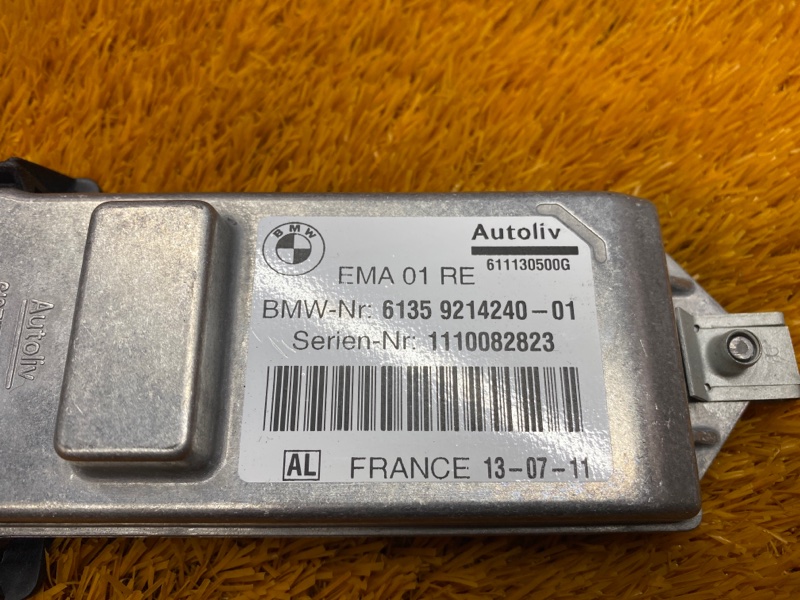 BMW
Autoliv
611130500G
EMA 01 RE
BMW-Nr: 6135 9214240-01
Serien-Nr: 1110082823
AL FRANCE 13-07-11
Autoliv